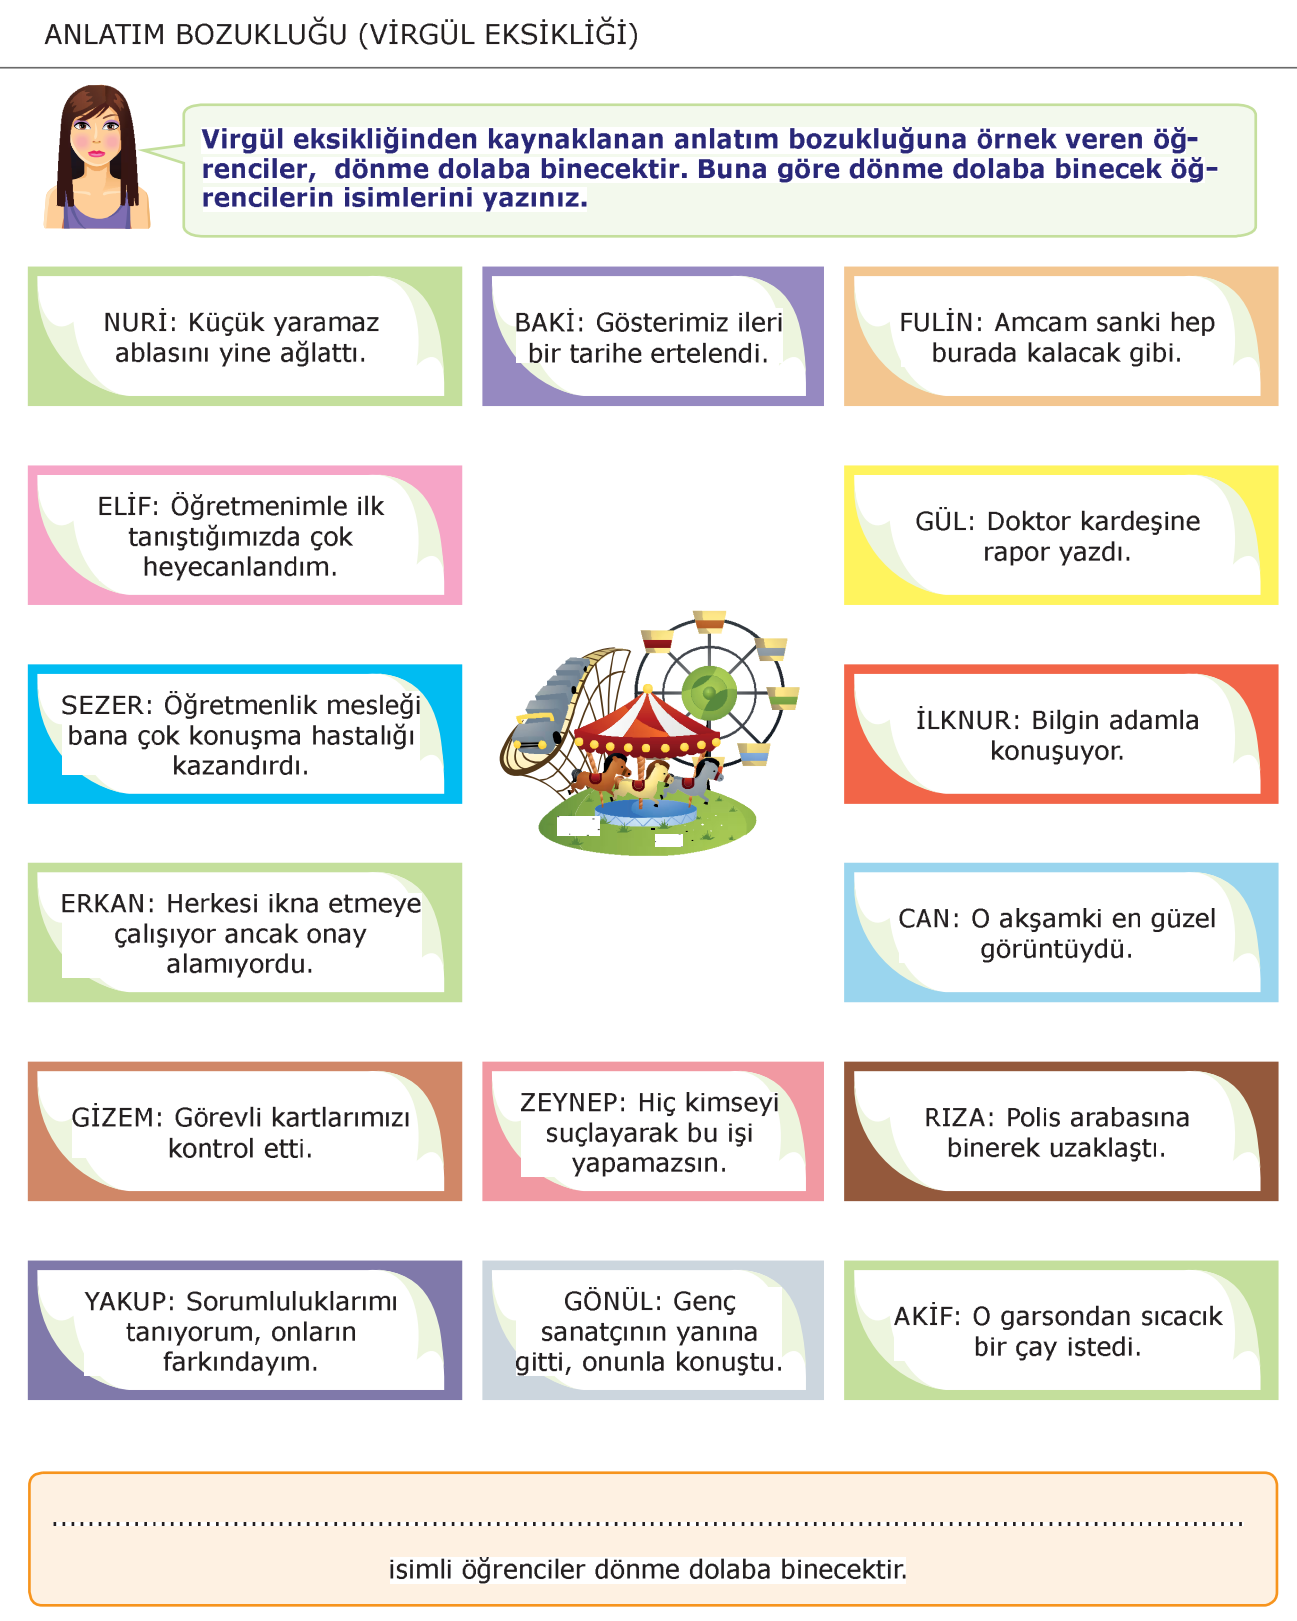 ANLATIM BOZUKLUĞU (VİRGÜL EKSİKLİĞİ)
Virgül eksikliğinden kaynaklanan anlatım bozukluğuna örnek veren öğ-
renciler,  dönme dolaba binecektir. Buna göre dönme dolaba binecek öğ-
rencilerin isimlerini yazınız.
NURİ: Küçük yaramaz
ablasını yine ağlattı.
BAKİ: Gösterimiz ileri
bir tarihe ertelendi.
FULİN: Amcam sanki hep
burada kalacak gibi.
ELİF: Öğretmenimle ilk
tanıştığımızda çok
heyecanlandım.
GÜL: Doktor kardeşine
rapor yazdı.
SEZER: Öğretmenlik mesleği
bana çok konuşma hastalığı
kazandırdı.
İLKNUR: Bilgin adamla
konuşuyor.
ERKAN: Herkesi ikna etmeye
çalışıyor ancak onay
alamıyordu.
CAN: O akşamki en güzel
görüntüydü.
GİZEM: Görevli kartlarımızı
kontrol etti.
ZEYNEP: Hiç kimseyi
suçlayarak bu işi
yapamazsın.
RIZA: Polis arabasına
binerek uzaklaştı.
YAKUP: Sorumluluklarımı
tanıyorum, onların
farkındayım.
GÖNÜL: Genç
sanatçının yanına
gitti, onunla konuştu.
AKİF: O garsondan sıcacık
bir çay istedi.
isimli öğrenciler dönme dolaba binecektir.